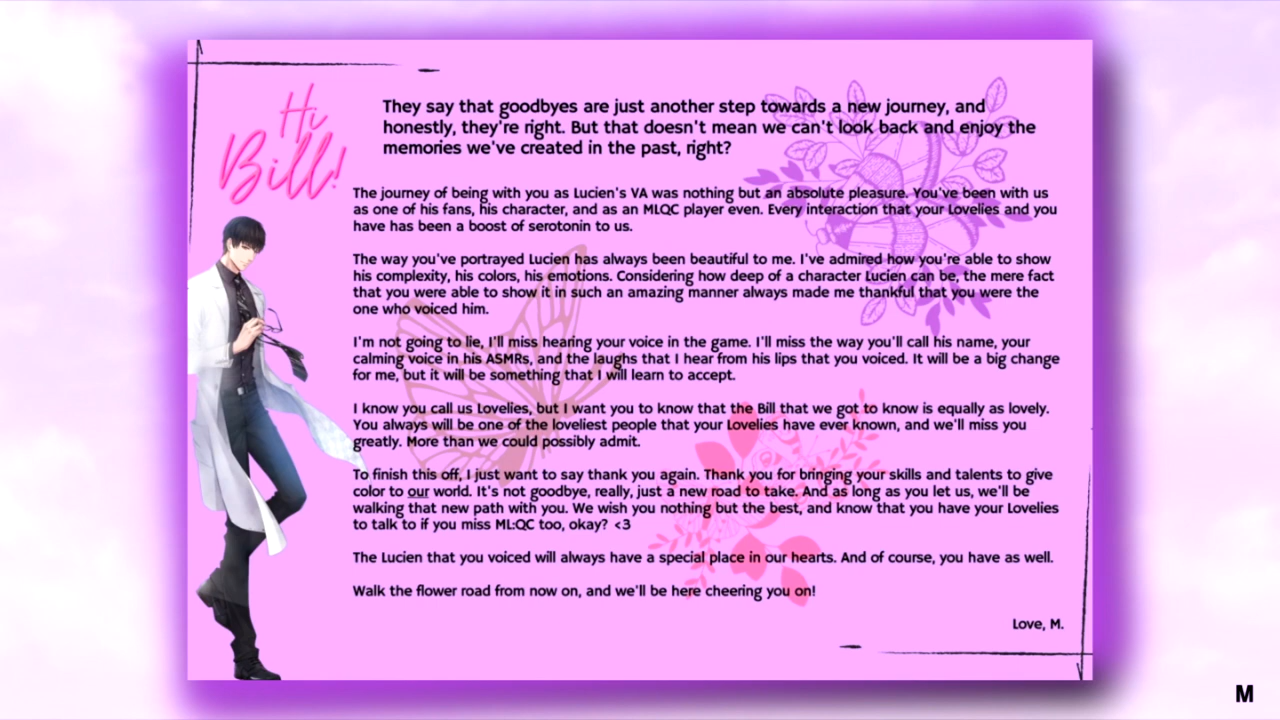 Hi
Bill!
They say that goodbyes are just another step towards a new journey, and
honestly, they're right. But that doesn't mean we can't look back and enjoy the
memories we've created in the past, right?
The journey of being with you as Lucien's VA was nothing but an absolute pleasure. You've been with us
as one of his fans, his character, and as an MLQC player even. Every interaction that your Lovelies and you
have has been a boost of serotonin to us.
The way you've portrayed Lucien has always been beautiful to me. I've admired how you're able to show
his complexity, his colors, his emotions. Considering how deep of a character Lucien can be, the mere fact
that you were able to show it in such an amazing manner always made me thankful that you were the
one who voiced him.
I'm not going to lie, I'll miss hearing your voice in the game. I'll miss the way you'll call his name, your
calming voice in his ASMRs, and the laughs that I hear from his lips that you voiced. It will be a big change
for me, but it will be something that I will learn to accept.
I know you call us Lovelies, but I want you to know that the Bill that we got to know is equally as lovely.
You always will be one of the loveliest people that your Lovelies have ever known, and we'll miss you
greatly. More than we could possibly admit.
To finish this off, I just want to say thank you again. Thank you for bringing your skills and talents to give
color to our world. It's not goodbye, really, just a new road to take. And as long as you let us, we'll be
walking that new path with you. We wish you nothing but the best, and know that you have your Lovelies
to talk to if you miss ML:QC too, okay? <3
The Lucien that you voiced will always have a special place in our hearts. And of course, you have as well.
Walk the flower road from now on, and we'll be here cheering you on!
Love, M.
M